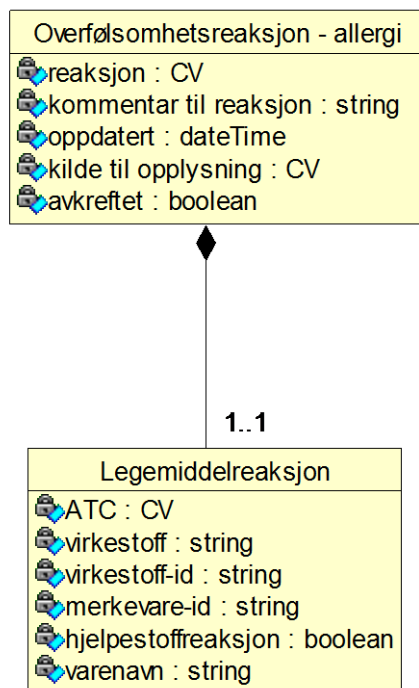 Overfølsomhetsreaksjon - allergi
reaksjon : CV
kommentar til reaksjon : string
oppdatert : dateTime
kilde til opplysning : CV
avkreftet : boolean
1..1
Legemiddelreaksjon
ATC : CV
virkestoff : string
virkestoff-id : string
merkevare-id : string
hjelpestoffreaksjon : boolean
varenavn : string